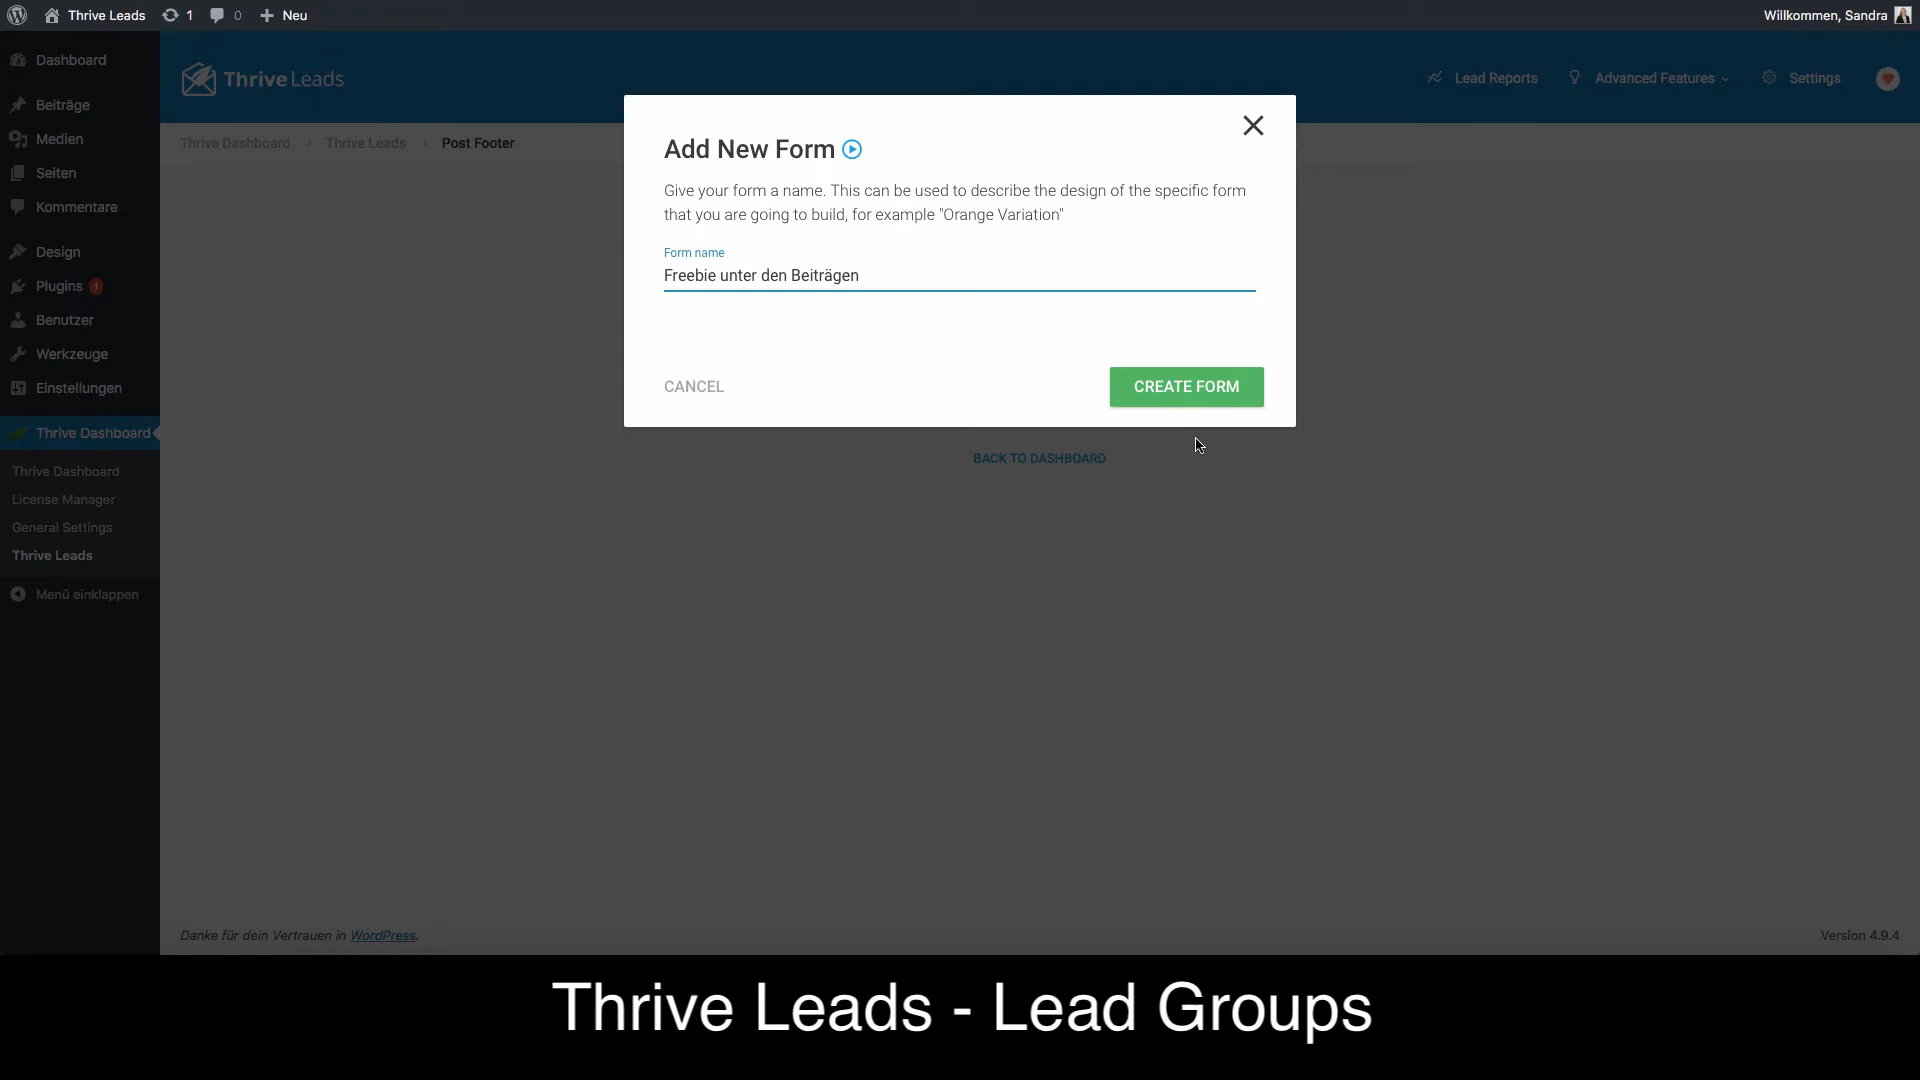 Thrive Leads 1 0 Neu Willkommen, Sandra
Dashboard
Beiträge
Medien
Seiten
Kommentare
Design
Plugins 1
Benutzer
Werkzeuge
Einstellungen
Thrive Dashboard
Thrive Dashboard
License Manager
General Settings
Thrive Leads
Menü einklappen
Thrive Leads
Lead Reports Advanced Features Settings
Thrive Dashboard Thrive Leads Post Footer
Add New Form
Give your form a name. This can be used to describe the design of the specific form
that you are going to build, for example "Orange Variation"
Form name
Freebie unter den Beiträgen
CANCEL CREATE FORM
BACK TO DASHBOARD
Danke für dein Vertrauen in WordPress. Version 4.9.4
Thrive Leads - Lead Groups